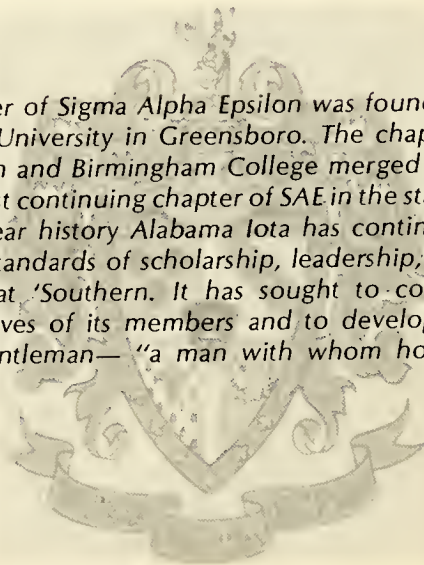 er of Sigma Alpha Epsilon was foun
University in Greensboro. The chap
n and Birmingham College merged
st continuing chapter of SAE in the st
ear history Alabama Iota has contin
tandards of scholarship, leadership,
at 'Southern. It has sought to co
ves of its members and to develo
ntleman— "a man with whom ho